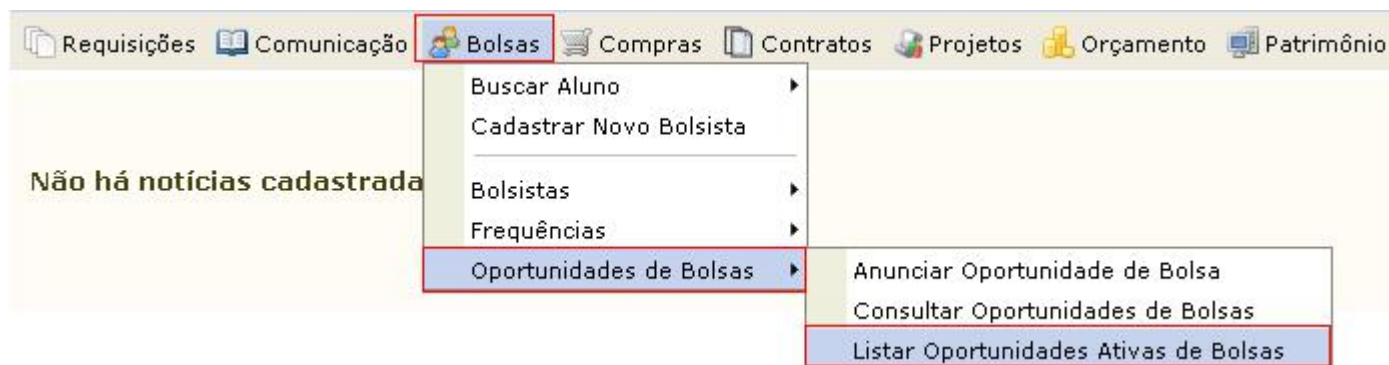 Requisições Comunicação Bolsas Compras Contratos Projetos Orçamento Patrimônio
Buscar Aluno
Cadastrar Novo Bolsista
Não há notícias cadastrada
Bolsistas
Frequências
Oportunidades de Bolsas
Anunciar Oportunidade de Bolsa
Consultar Oportunidades de Bolsas
Listar Oportunidades Ativas de Bolsas